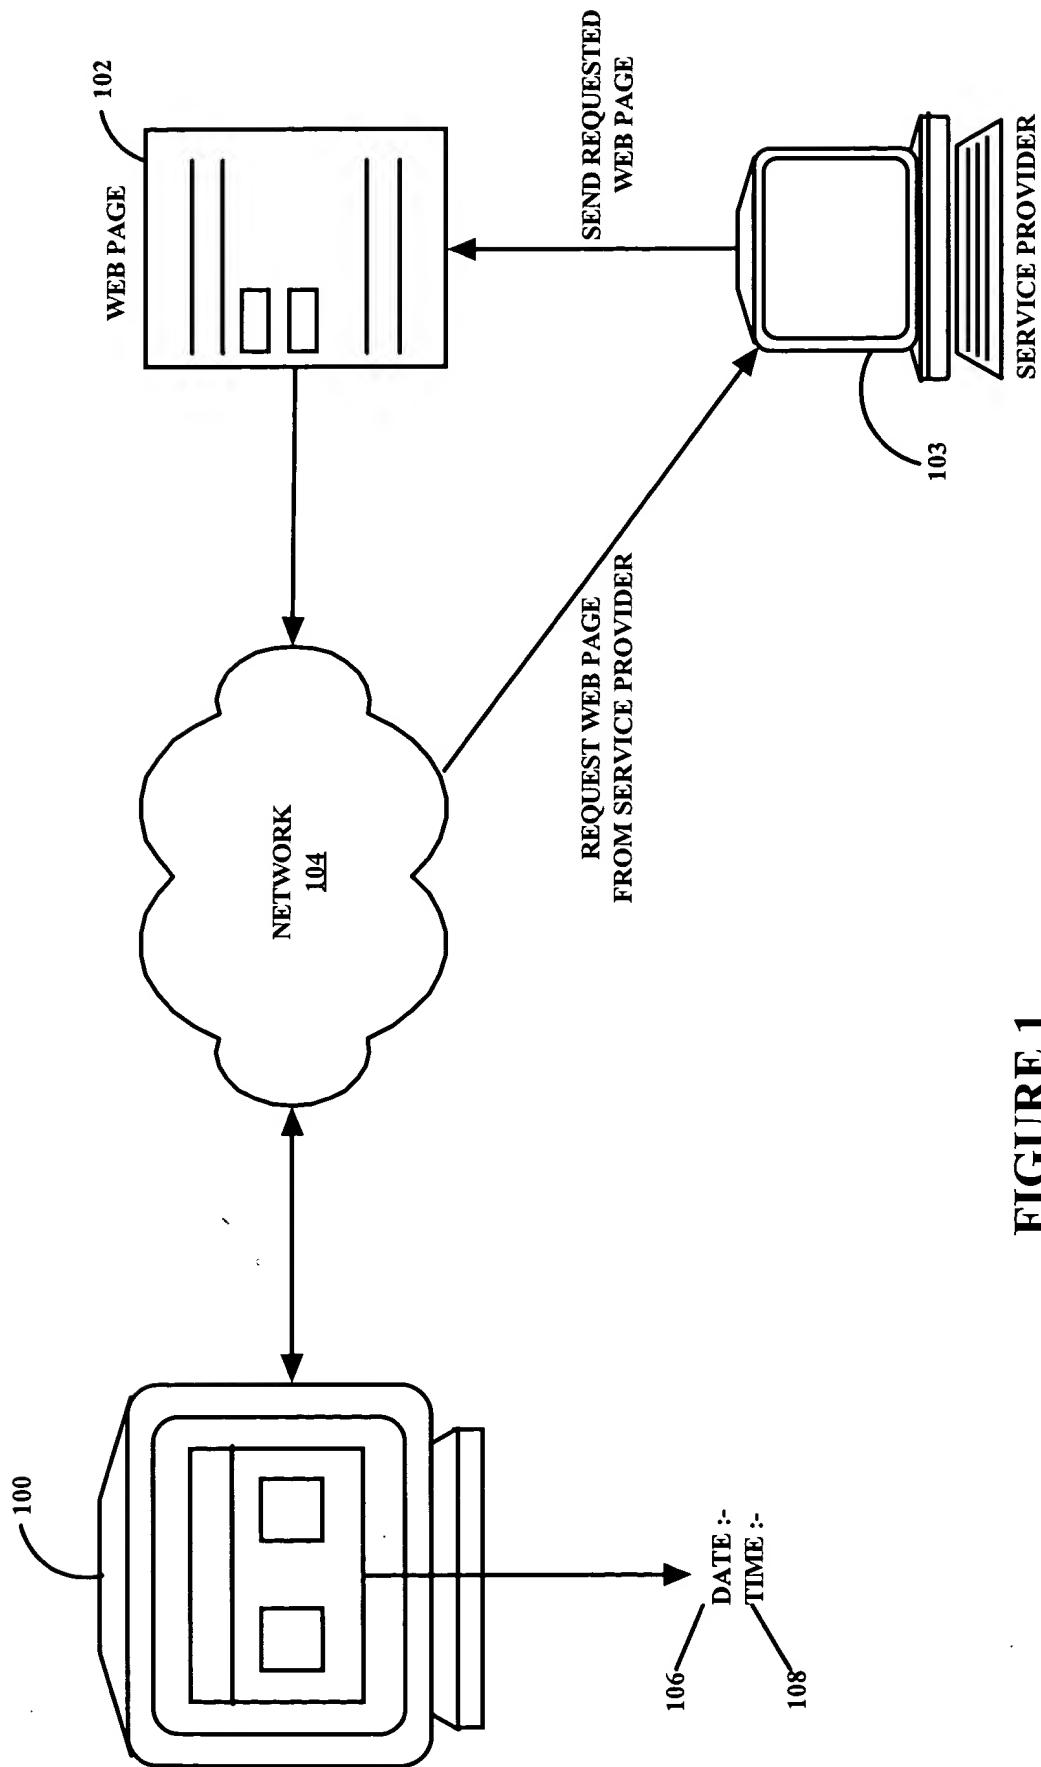 100
WEB PAGE
102
NETWORK
104
SEND REQUESTED
WEB PAGE
REQUEST WEB PAGE
FROM SERVICE PROVIDER
106
DATE :-
TIME :-
108
103
SERVICE PROVIDER
FIGURE 1